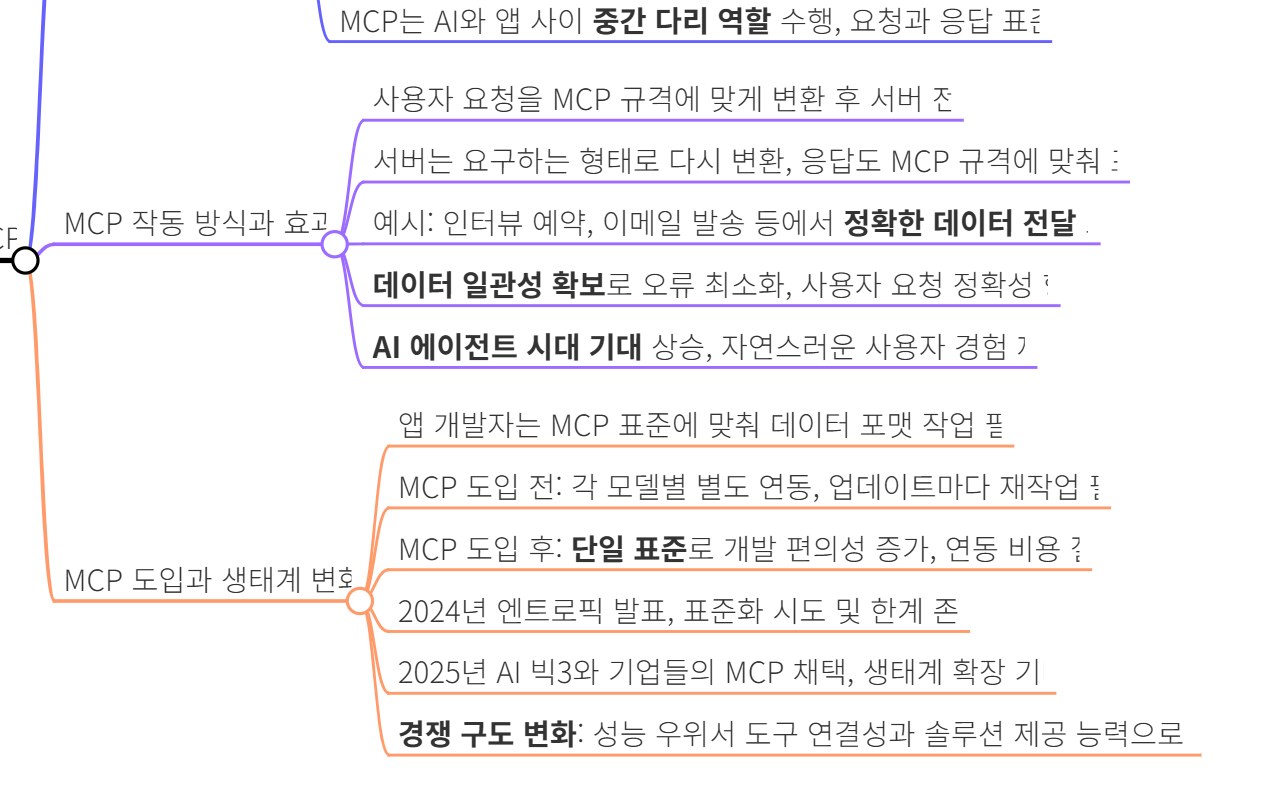 MCP는 AI와 앱 사이 중간 다리 역할 수행, 요청과 응답
사용자 요청을 MCP 규격에 맞게 변환 후 서버
서버는 요구하는 형태로 다시 변환, 응답도 MCP 규격에 맞춰
MCP 작동 방식과
예시: 인터뷰 예약, 이메일 발송 등에서 정확한 데이터 전달
데이터 일관성 확보로 오류 최소화, 사용자 요청 정확성
AI 에이전트 시대 기대 상승, 자연스러운 사용자 경험
앱 개발자는 MCP 표준에 맞춰 데이터 포맷 작업
MCP 도입 전: 각 모델별 별도 연동, 업데이트마다 재작업
MCP 도입 후: 단일 표준로 개발 편의성 증가, 연동 비용
MCP 도입과 생태계 변화
2024년 엔트로픽 발표, 표준화 시도 및 한계 존
2025년 AI 빅3와 기업들의 MCP 채택, 생태계 확장 기
경쟁 구도 변화: 성능 우위서 도구 연결성과 솔루션 제공 능력으로